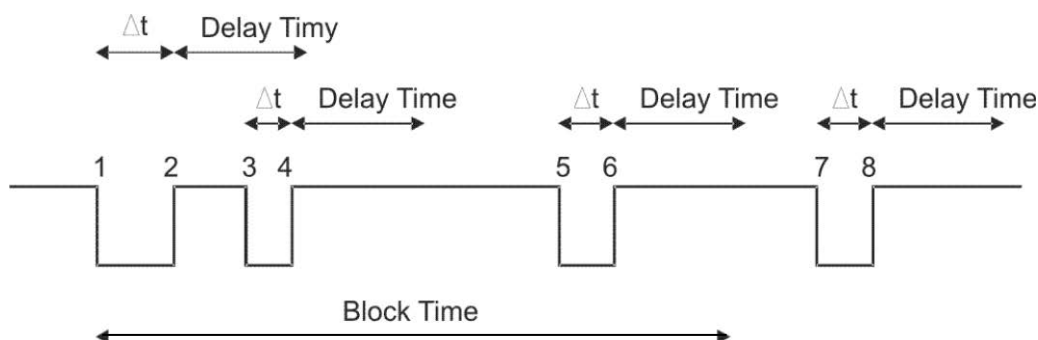 Δt Delay Timy
Δt Delay Time Δt Delay Time Δt Delay Time
1 2 3 4 5 6 7 8
Block Time